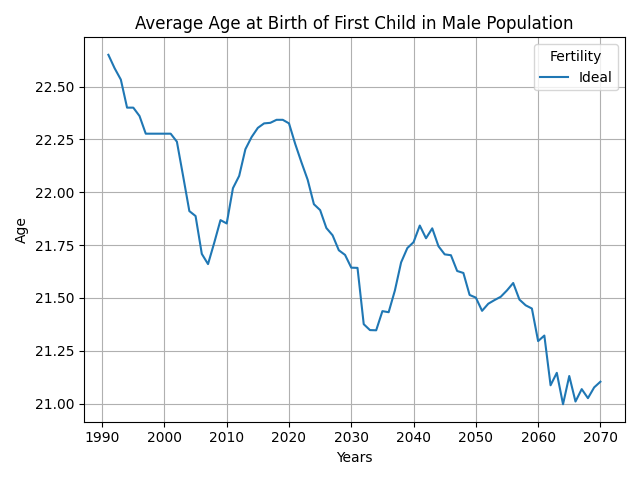 Average Age at Birth of First Child in Male Population
Fertility
Ideal
Age
22.50
22.25
22.00
21.75
21.50
21.25
21.00
1990 2000 2010 2020 2030 2040 2050 2060 2070
Years